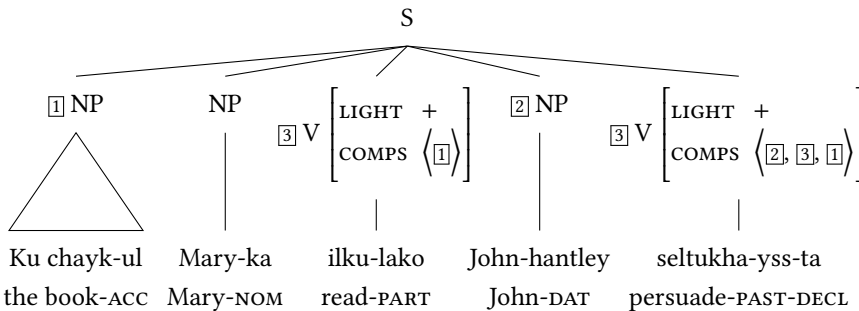 S
[1] NP NP [3] V [LIGHT + COMPS ⟨[1]⟩] [2] NP [3] V [LIGHT + COMPS ⟨[2], [3], [1]⟩]
Ku chayk-ul Mary-ka ilku-lako John-hantley seltukha-yss-ta
the book-ACC Mary-NOM read-PART John-DAT persuade-PAST-DECL